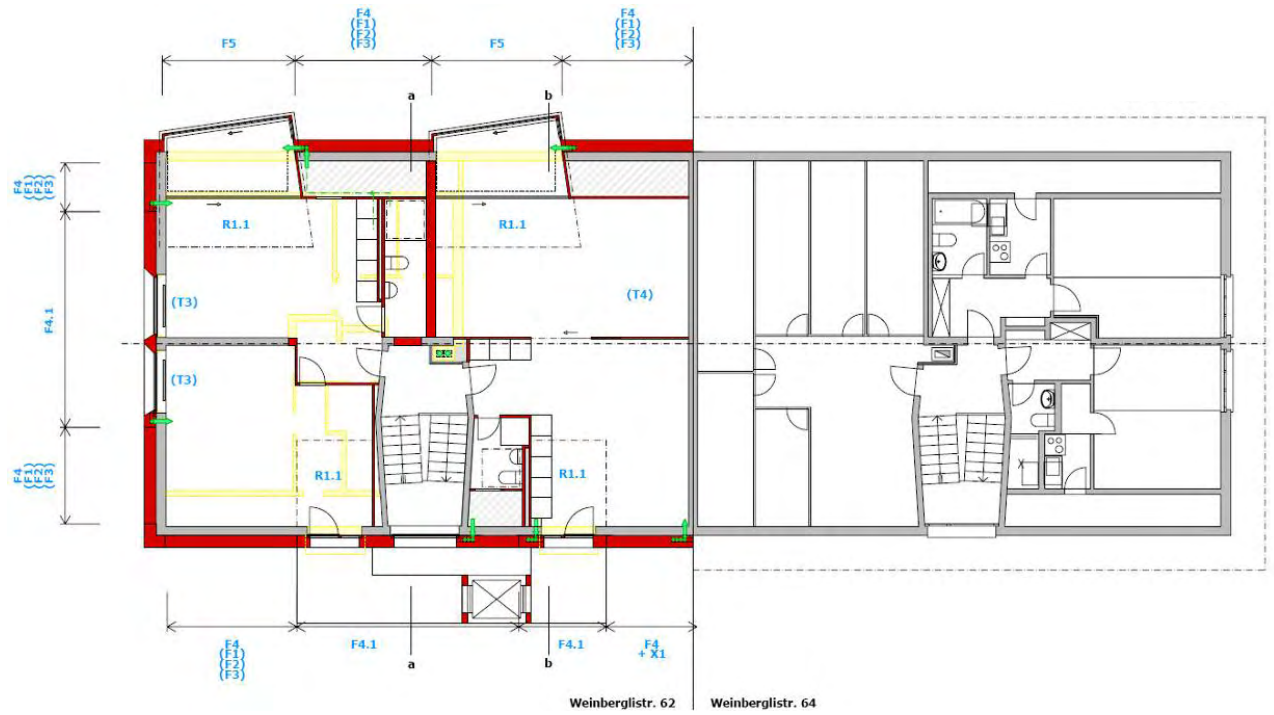 F4
(F1)
(F2)
(F3)
F4
(F1)
(F2)
(F3)
F5
F5
a
b
F4
(F1)
(F2)
(F3)
R1.1
R1.1
(T3)
(T4)
F4.1
(T3)
F4
(F1)
(F2)
(F3)
R1.1
R1.1
F4
(F1)
(F2)
(F3)
F4.1
F4.1
F4
+ X1
a
b
Weinberglistr. 62
Weinberglistr. 64